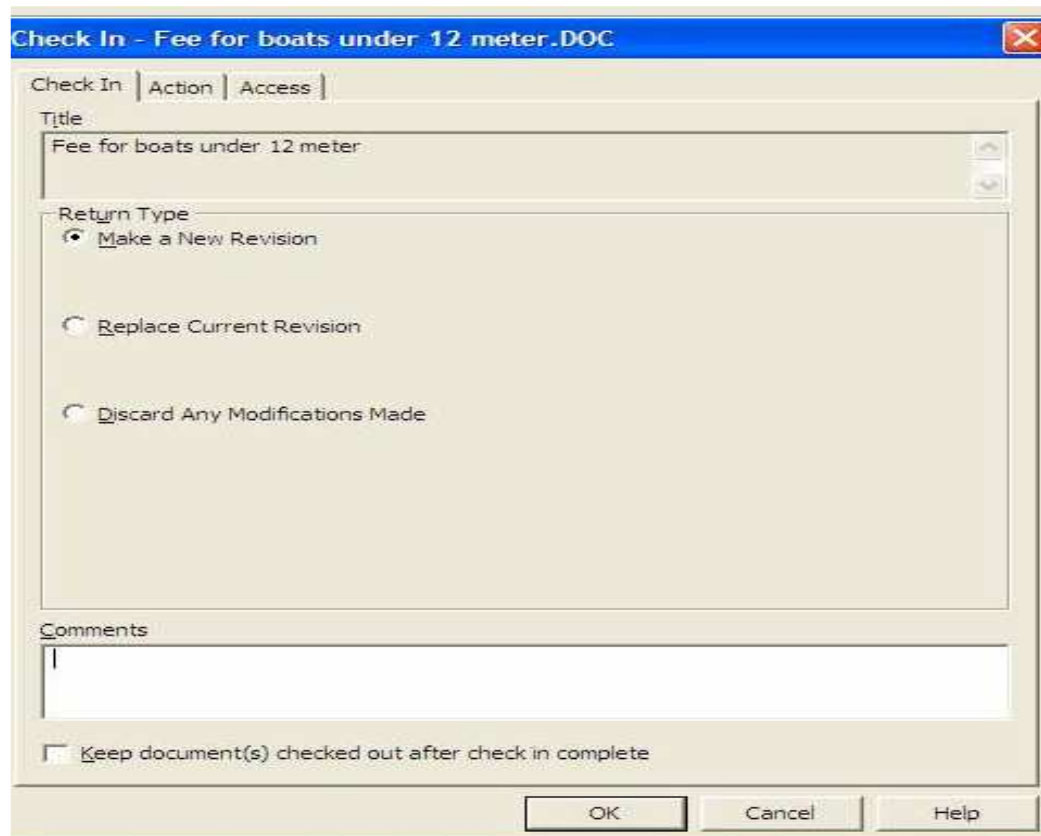 Check In - Fee for boats under 12 meter.DOC
Check In Action Access
Title
Fee for boats under 12 meter
Return Type
Make a New Revision
Replace Current Revision
Discard Any Modifications Made
Comments
Keep document(s) checked out after check in complete
OK Cancel Help